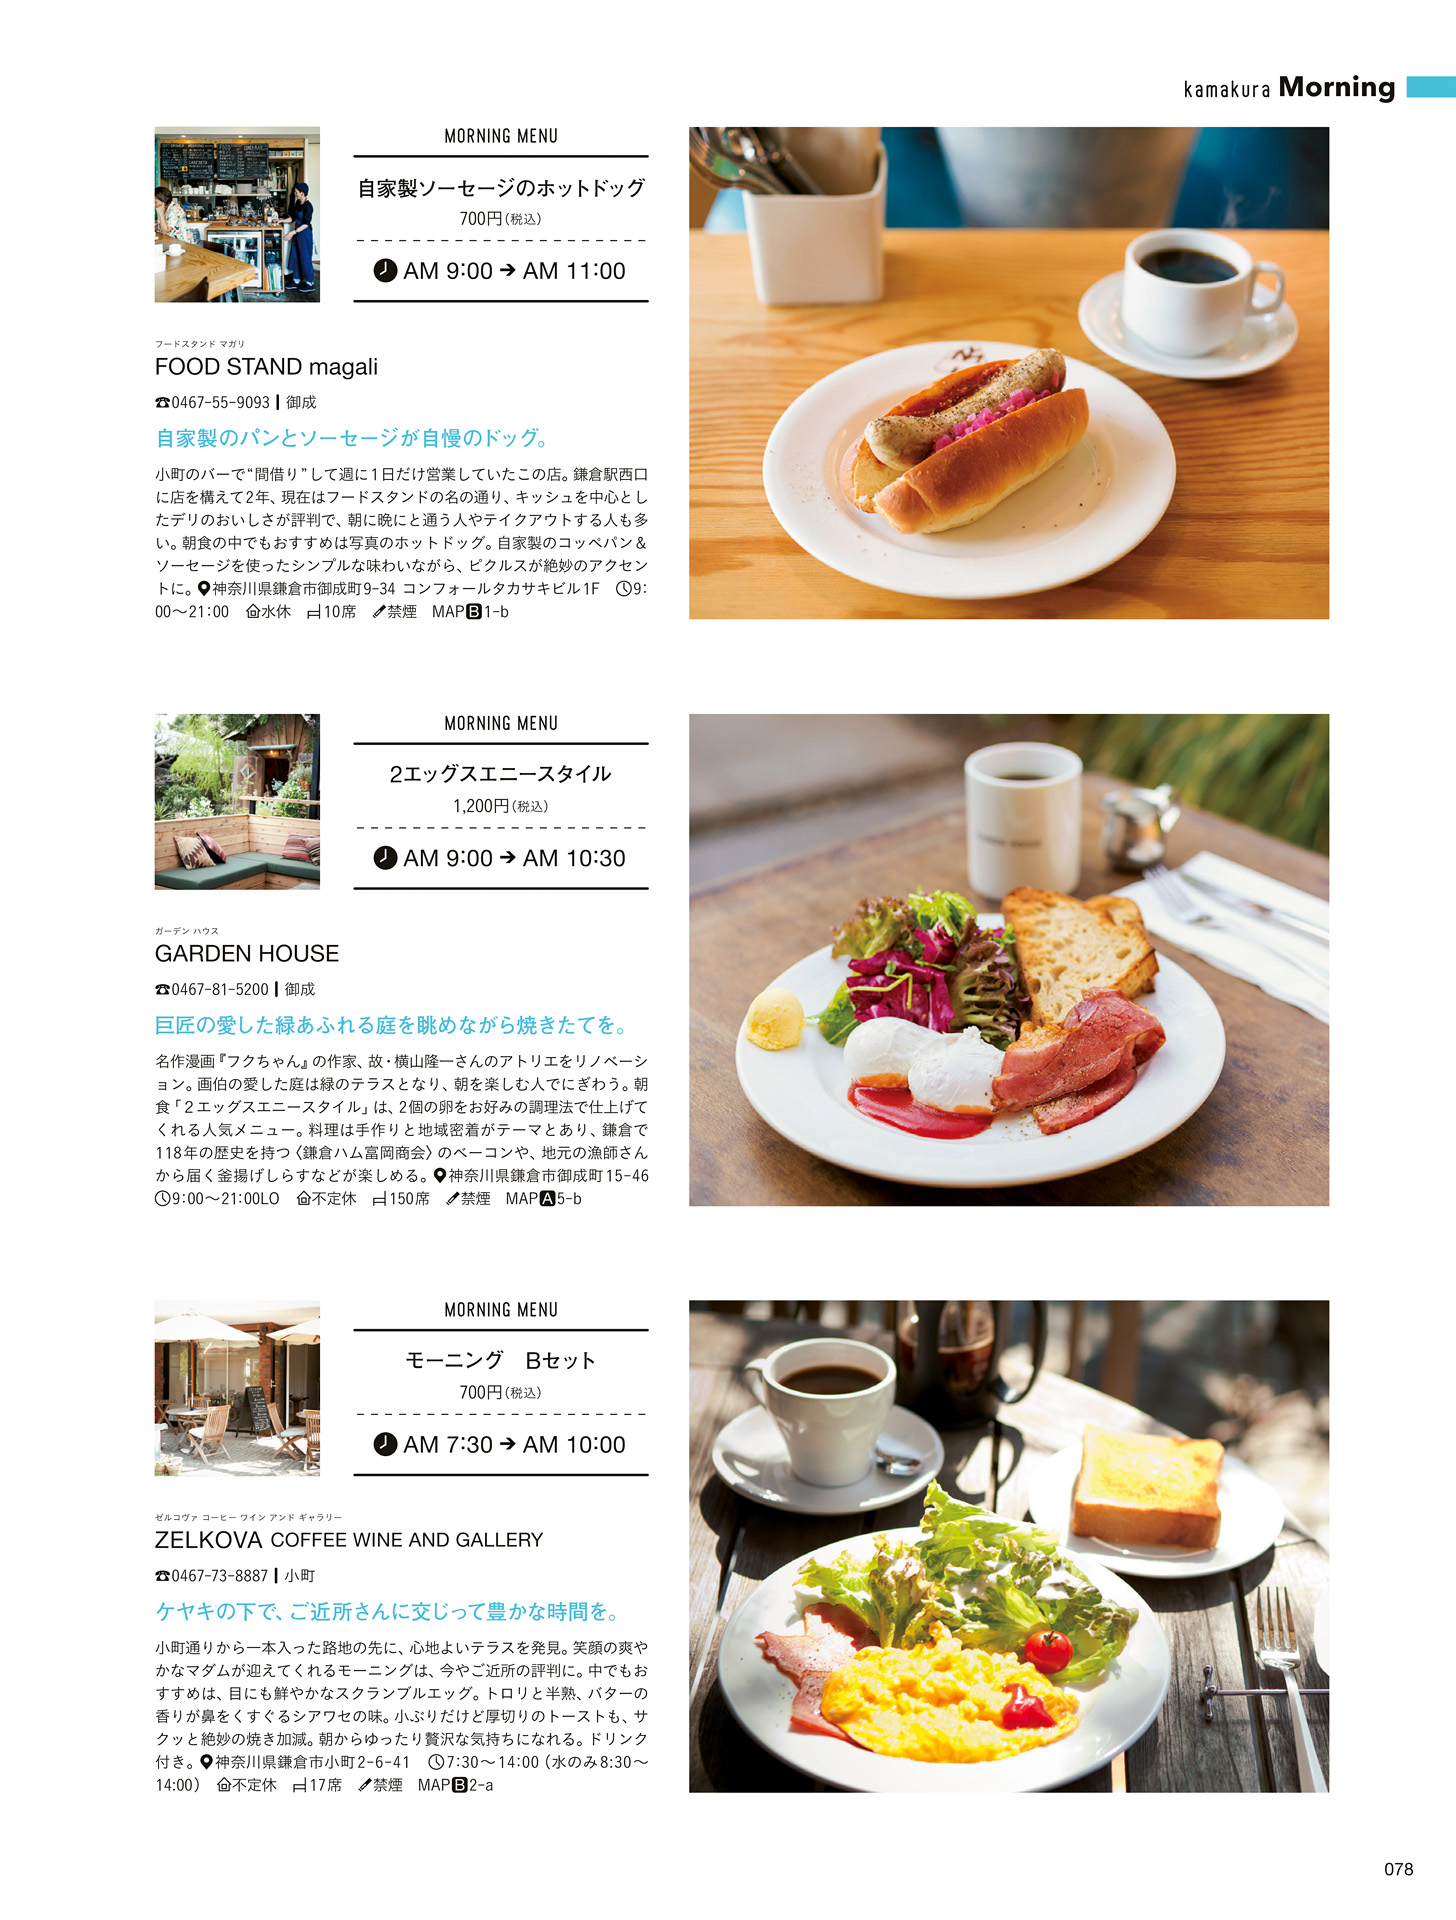 kamakura Morning
MORNING MENU
自家製ソーセージのホットドッグ
700円(税込)
AM 9:00 ➔ AM 11:00
フードスタンド マガリ
FOOD STAND magali
☎0467-55-9093 | 御成
自家製のパンとソーセージが自慢のドッグ。
小町のバーで“間借り”して週に1日だけ営業していたこの店。鎌倉駅西口
に店を構えて2年、現在はフードスタンドの名の通り、キッシュを中心とし
たデリのおいしさが評判で、朝に晩にと通う人やテイクアウトする人も多
い。朝食の中でもおすすめは写真のホットドッグ。自家製のコッペパン＆
ソーセージを使ったシンプルな味わいながら、ピクルスが絶妙のアクセン
トに。神奈川県鎌倉市御成町9-34 コンフォールタカサキビル1F 9:
00〜21:00 水休 10席 禁煙 MAP B 1-b
MORNING MENU
2エッグスエニースタイル
1,200円(税込)
AM 9:00 ➔ AM 10:30
ガーデン ハウス
GARDEN HOUSE
☎0467-81-5200 | 御成
巨匠の愛した緑あふれる庭を眺めながら焼きたてを。
名作漫画『フクちゃん』の作家、故・横山隆一さんのアトリエをリノベーシ
ョン。画伯の愛した庭は緑のテラスとなり、朝を楽しむ人でにぎわう。朝
食「2エッグスエニースタイル」は、2個の卵をお好みの調理法で仕上げて
くれる人気メニュー。料理は手作りと地域密着がテーマとあり、鎌倉で
118年の歴史を持つ〈鎌倉ハム富岡商会〉のベーコンや、地元の漁師さん
から届く釜揚げしらすなどが楽しめる。神奈川県鎌倉市御成町15-46
9:00〜21:00LO 不定休 150席 禁煙 MAP A 5-b
MORNING MENU
モーニング Bセット
700円(税込)
AM 7:30 ➔ AM 10:00
ゼルコヴァ コーヒー ワイン アンド ギャラリー
ZELKOVA COFFEE WINE AND GALLERY
☎0467-73-8887 | 小町
ケヤキの下で、ご近所さんに交じって豊かな時間を。
小町通りから一本入った路地の先に、心地よいテラスを発見。笑顔の爽や
かなマダムが迎えてくれるモーニングは、今やご近所の評判に。中でもお
すすめは、目にも鮮やかなスクランブルエッグ。トロリと半熟、バターの
香りが鼻をくすぐるシアワセの味。小ぶりだけど厚切りのトーストも、サ
クッと絶妙の焼き加減。朝からゆったり贅沢な気持ちになれる。ドリンク
付き。神奈川県鎌倉市小町2-6-41 7:30〜14:00（水のみ8:30〜
14:00） 不定休 17席 禁煙 MAP B 2-a
078